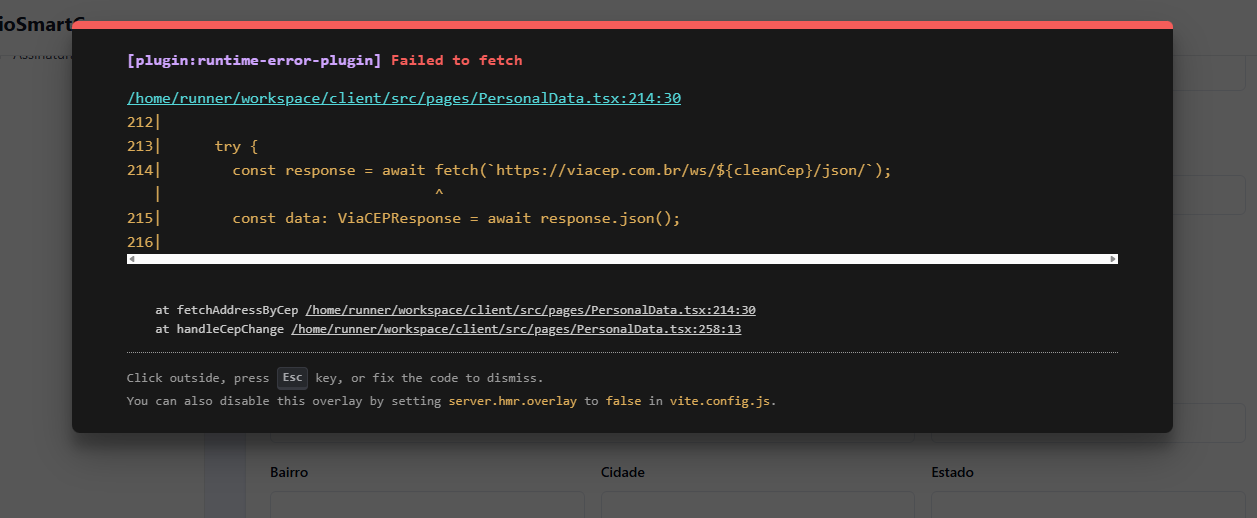 ioSmartC
[plugin:runtime-error-plugin] Failed to fetch
/home/runner/workspace/client/src/pages/PersonalData.tsx:214:30
212|
213|      try {
214|        const response = await fetch(`https://viacep.com.br/ws/${cleanCep}/json/`);
   |                               ^
215|        const data: ViaCEPResponse = await response.json();
216|
at fetchAddressByCep /home/runner/workspace/client/src/pages/PersonalData.tsx:214:30
at handleCepChange /home/runner/workspace/client/src/pages/PersonalData.tsx:258:13
Click outside, press Esc key, or fix the code to dismiss.
You can also disable this overlay by setting server.hmr.overlay to false in vite.config.js.
Bairro Cidade Estado